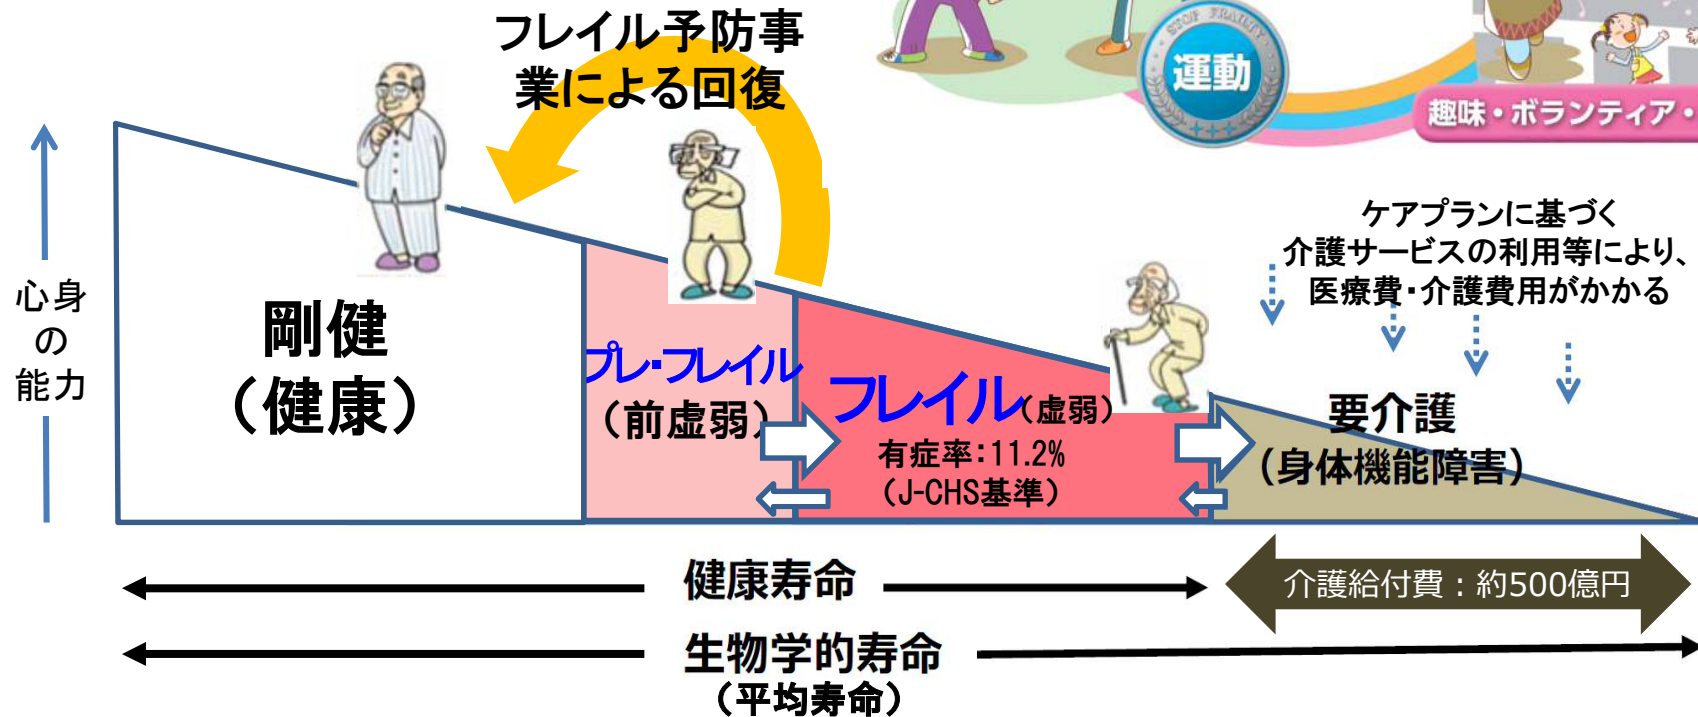 フレイル予防事
業による回復
STOP FRAILTY
運動
趣味・ボランティア・
ケアプランに基づく
介護サービスの利用等により、
医療費・介護費用がかかる
心身
の
能力
剛健
（健康）
プレ・フレイル
（前虚弱）
フレイル（虚弱）
有症率：11.2%
（J-CHS基準）
要介護
（身体機能障害）
健康寿命
介護給付費：約500億円
生物学的寿命
（平均寿命）